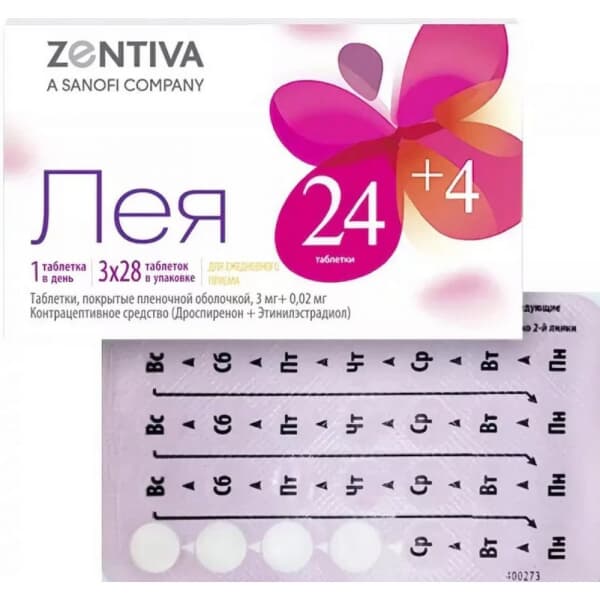 ZENTIVA
A SANOFI COMPANY
Лея
24 +4
таблетки
1 таблетка в день 3x28 таблеток в упаковке ДЛЯ ЕЖЕДНЕВНОГО ПРИЕМА
Таблетки, покрытые пленочной оболочкой, 3 мг+ 0,02 мг
Контрацептивное средство (Дроспиренон + Этинилэстрадиол)
2-й линии
Вс Сб Пт Чт Ср Вт Пн
Вс Сб Пт Чт Ср Вт Пн
Вс Сб Пт Чт Ср Вт Пн
Ср Вт Пн
400273